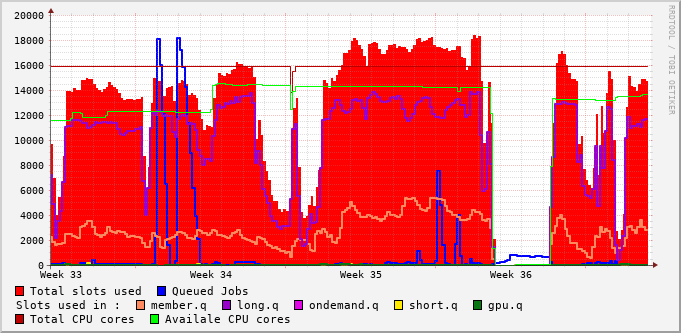 20000
18000
16000
14000
12000
10000
8000
6000
4000
2000
0
Week 33 Week 34 Week 35 Week 36
Total slots used Queued Jobs
Slots used in : member.q long.q ondemand.q short.q gpu.q
Total CPU cores Availale CPU cores
RRDTOOL / TOBI OETIKER